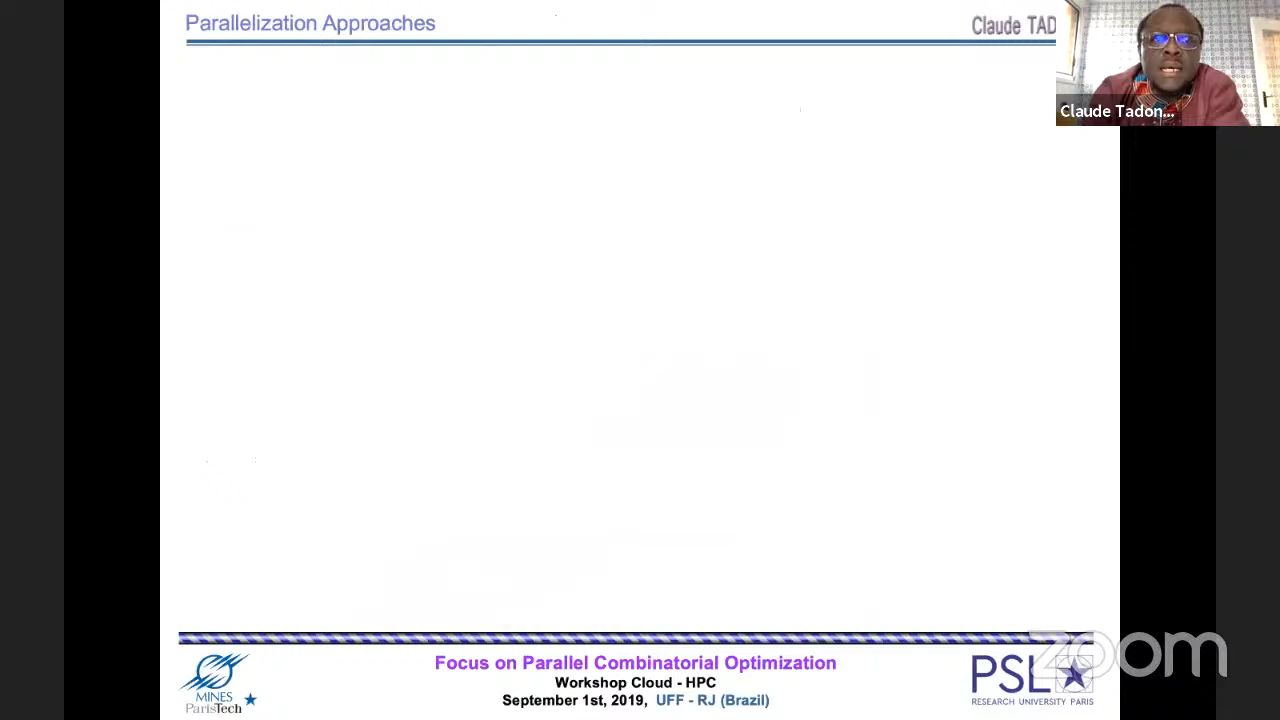 Parallelization Approaches
Claude TAD
Claude Tadon...
Focus on Parallel Combinatorial Optimization
Workshop Cloud - HPC
September 1st, 2019, UFF - RJ (Brazil)
MINES
ParisTech
PSL
RESEARCH UNIVERSITY PARIS
zoom